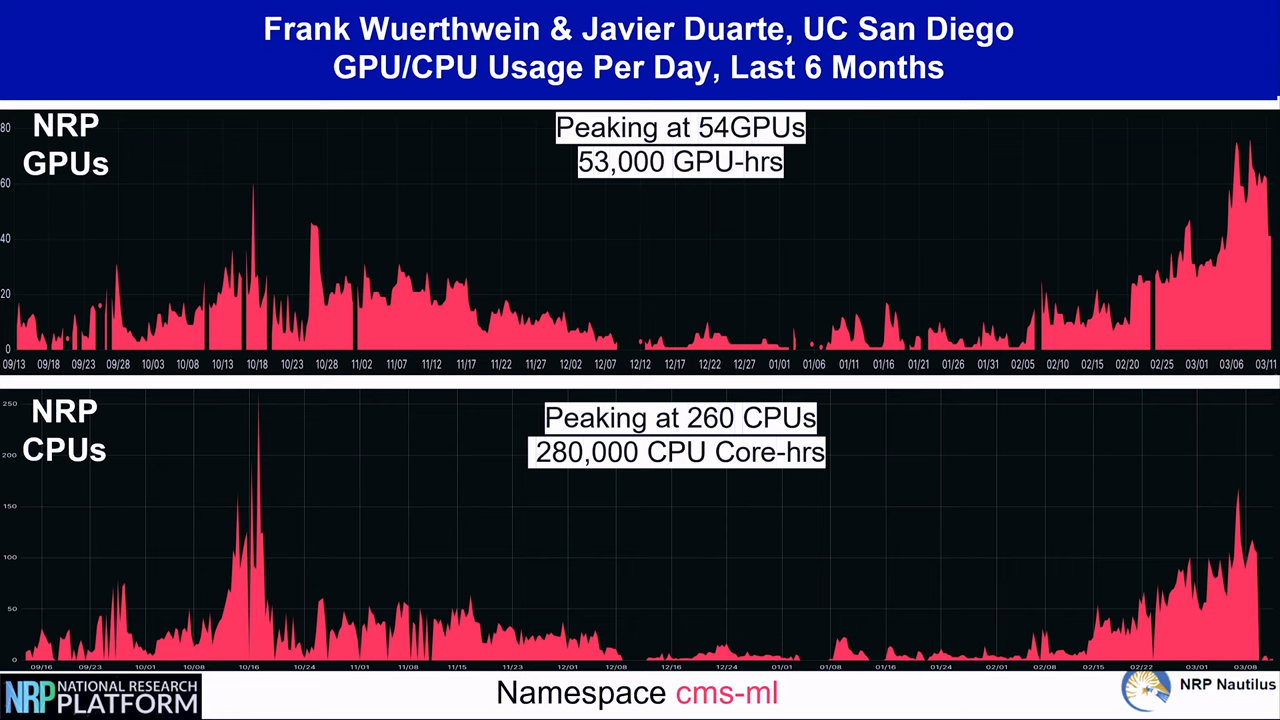 Frank Wuerthwein & Javier Duarte, UC San Diego
GPU/CPU Usage Per Day, Last 6 Months
NRP
GPUs
Peaking at 54GPUs
53,000 GPU-hrs
80
60
40
20
0
09/13 09/18 09/23 09/28 10/03 10/08 10/13 10/18 10/23 10/28 11/02 11/07 11/12 11/17 11/22 11/27 12/02 12/07 12/12 12/17 12/22 12/27 01/01 01/06 01/11 01/16 01/21 01/26 01/31 02/05 02/10 02/15 02/20 02/25 03/01 03/06 03/11
NRP
CPUs
Peaking at 260 CPUs
280,000 CPU Core-hrs
250
200
150
100
50
0
09/16 09/23 10/01 10/08 10/16 10/24 11/01 11/08 11/15 11/23 12/01 12/08 12/16 12/24 01/01 01/08 01/16 01/24 02/01 02/08 02/15 02/22 03/01 03/08
NRP NATIONAL RESEARCH
PLATFORM
Namespace cms-ml
NRP Nautilus